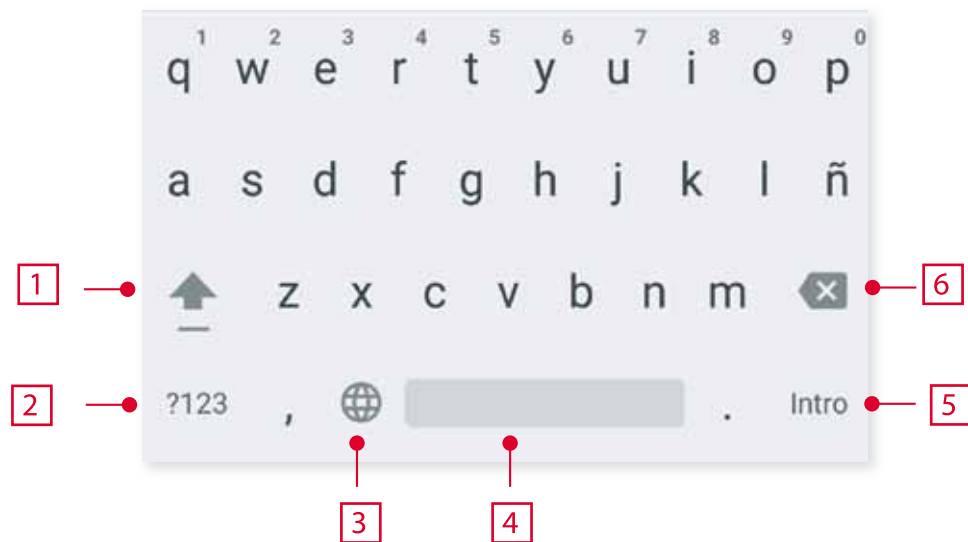 1 2 3 4 5 6 7 8 9 0
q w e r t y u i o p
a s d f g h j k l ñ
1 z x c v b n m 6
2 ?123 , . Intro 5
3 4